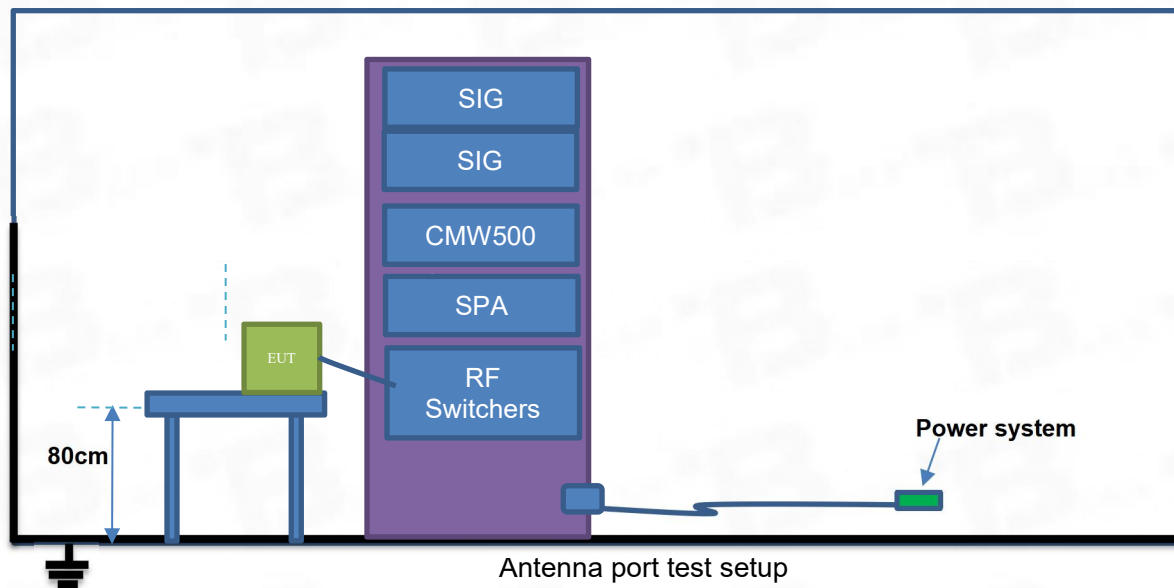 SIG
SIG
CMW500
SPA
EUT
RF
Switchers
80cm
Power system
Antenna port test setup